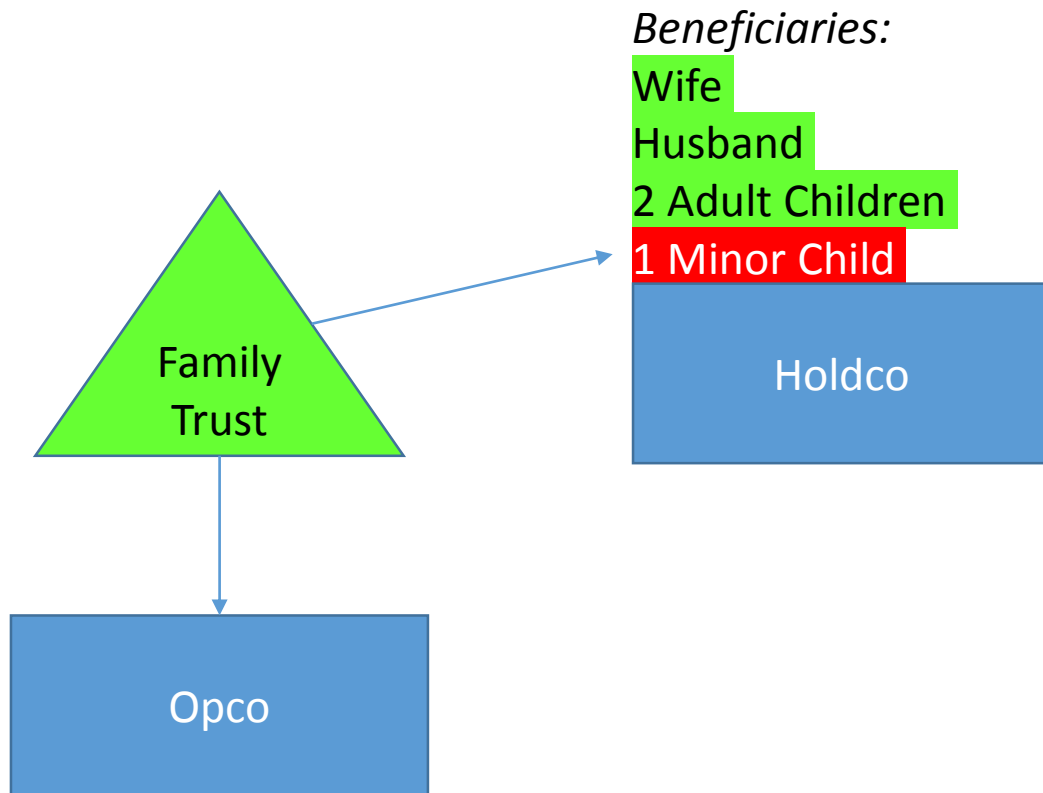 Beneficiaries:
Wife
Husband
2 Adult Children
1 Minor Child
Holdco
Family
Trust
Opco